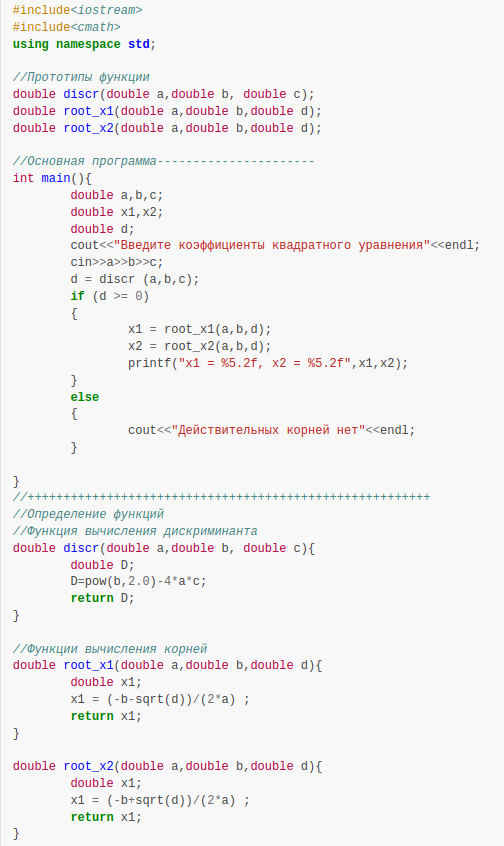 #include<iostream>
#include<cmath>
using namespace std;
//Прототипы функции
double discr(double a,double b, double c);
double root_x1(double a,double b,double d);
double root_x2(double a,double b,double d);
//Основная программа----------------------
int main(){
double a,b,c;
double x1,x2;
double d;
cout<<"Введите коэффициенты квадратного уравнения"<<endl;
cin>>a>>b>>c;
d = discr (a,b,c);
if (d >= 0)
{
x1 = root_x1(a,b,d);
x2 = root_x2(a,b,d);
printf("x1 = %5.2f, x2 = %5.2f",x1,x2);
}
else
{
cout<<"Действительных корней нет"<<endl;
}
}
//++++++++++++++++++++++++++++++++++++++++++++++++++++++++
//Определение функций
//Функция вычисления дискриминанта
double discr(double a,double b, double c){
double D;
D=pow(b,2.0)-4*a*c;
return D;
}
//Функции вычисления корней
double root_x1(double a,double b,double d){
double x1;
x1 = (-b-sqrt(d))/(2*a) ;
return x1;
}
double root_x2(double a,double b,double d){
double x1;
x1 = (-b+sqrt(d))/(2*a) ;
return x1;
}